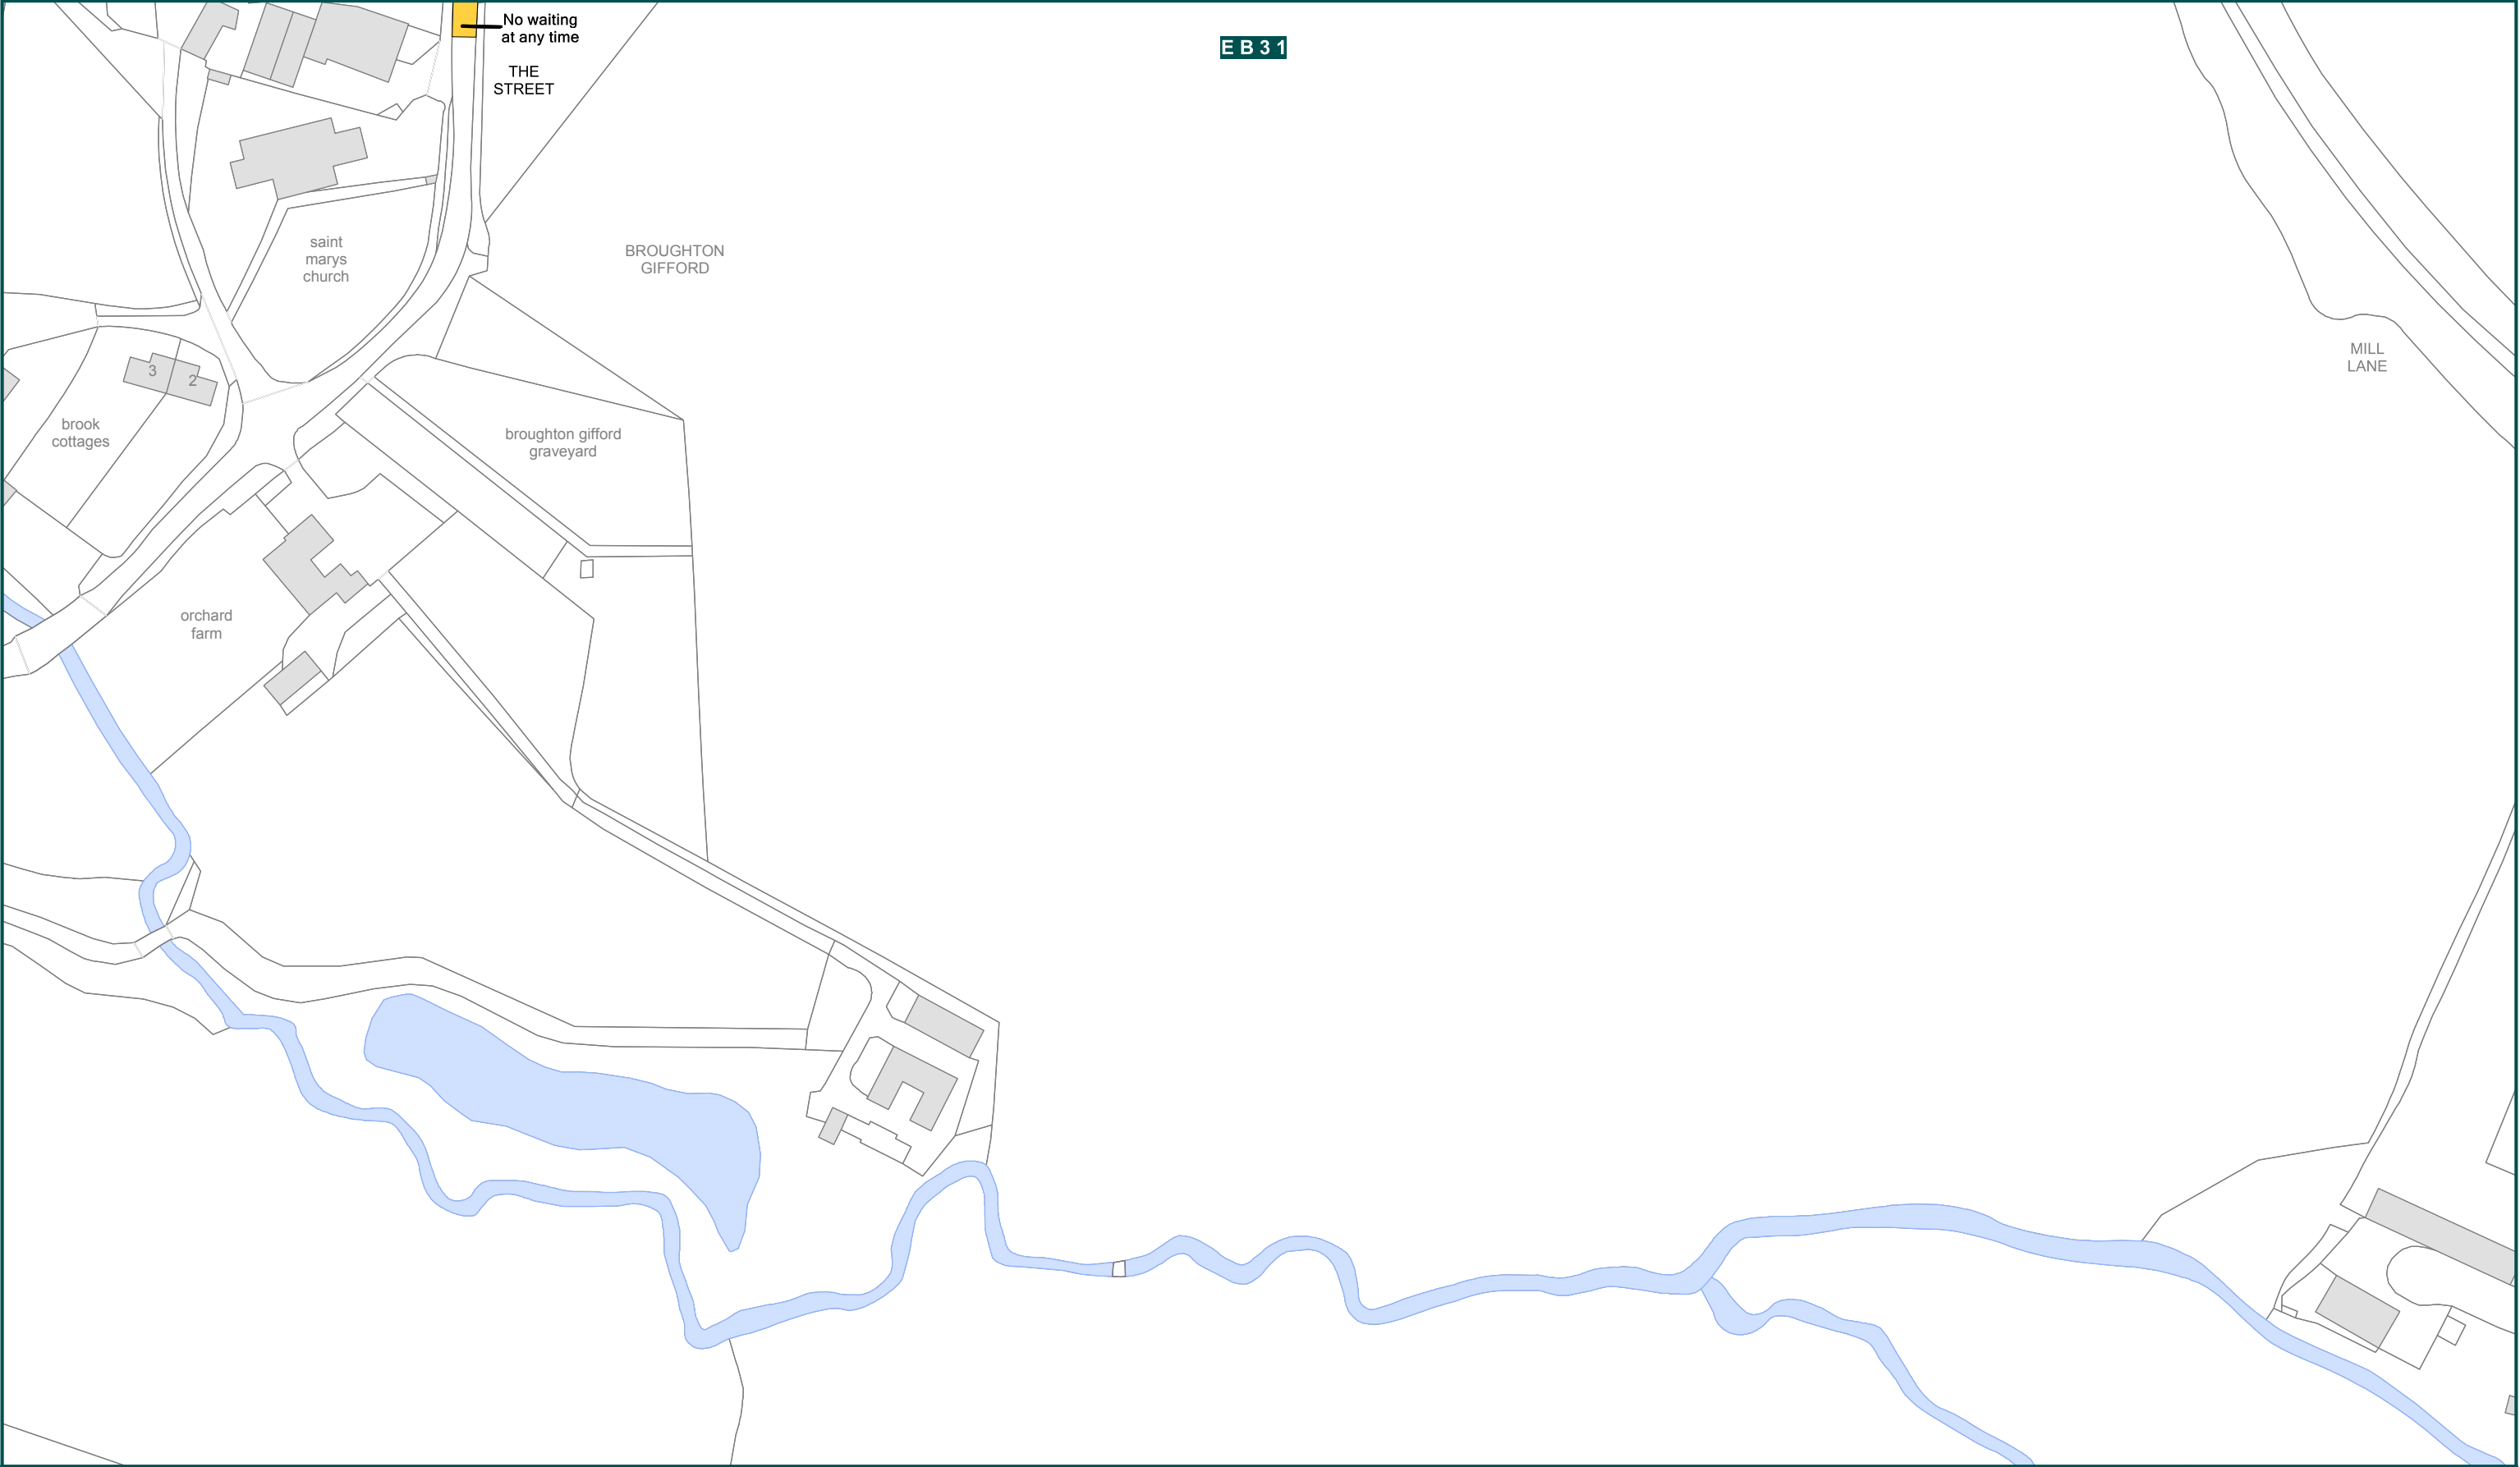 No waiting
at any time
E B 3 1
THE
STREET
saint
marys
church
BROUGHTON
GIFFORD
MILL
LANE
3
2
brook
cottages
broughton gifford
graveyard
orchard
farm